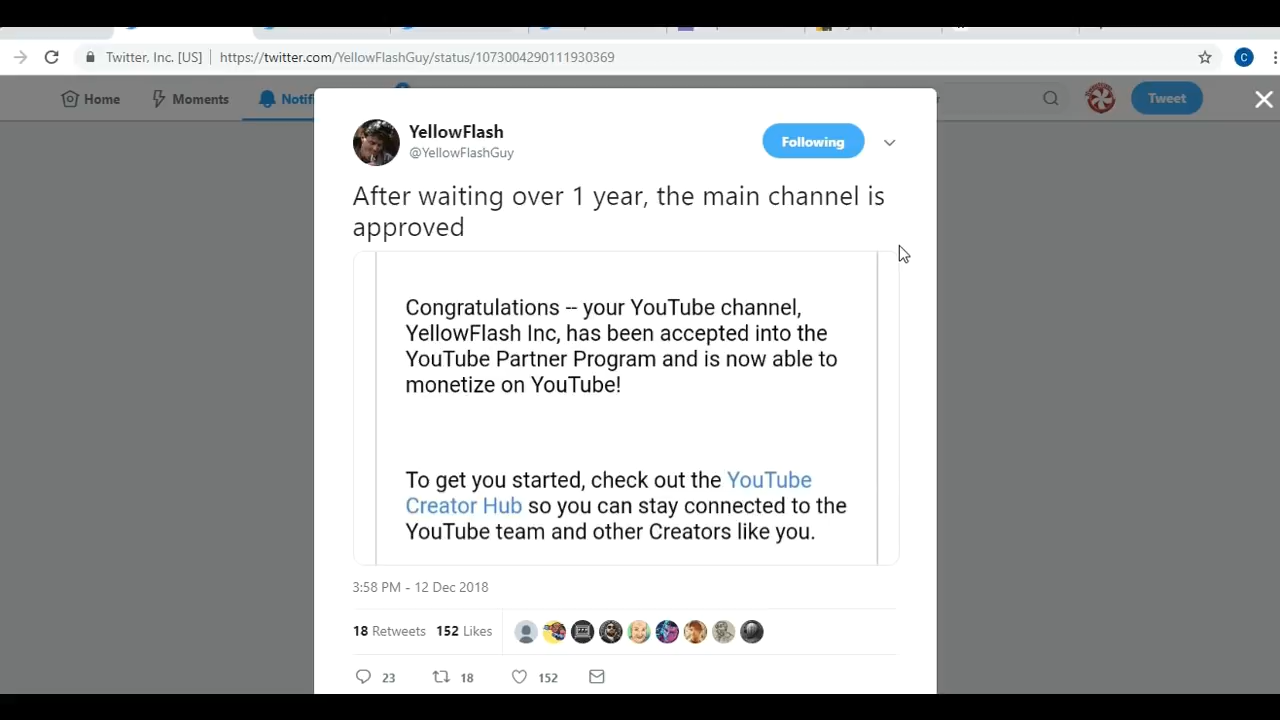 Twitter, Inc. [US] | https://twitter.com/YellowFlashGuy/status/1073004290111930369
C
Home Moments Notifi Tweet
YellowFlash
@YellowFlashGuy
Following
After waiting over 1 year, the main channel is
approved
Congratulations -- your YouTube channel,
YellowFlash Inc, has been accepted into the
YouTube Partner Program and is now able to
monetize on YouTube!
To get you started, check out the YouTube
Creator Hub so you can stay connected to the
YouTube team and other Creators like you.
3:58 PM - 12 Dec 2018
18 Retweets 152 Likes
23 18 152